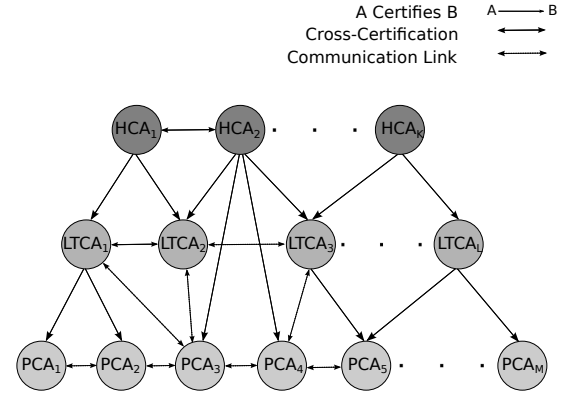 A Certifies B A B
Cross-Certification
Communication Link
HCA1 HCA2 . . . HCAK
LTCA1 LTCA2 LTCA3 . . . LTCAL
PCA1 PCA2 PCA3 PCA4 PCA5 . . . PCAM